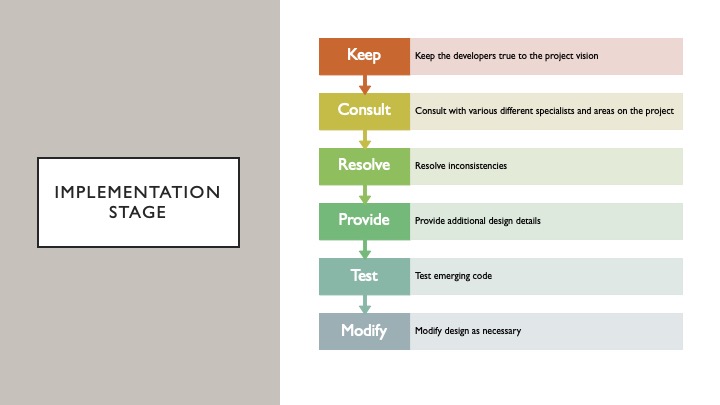 IMPLEMENTATION
STAGE
Keep
Keep the developers true to the project vision
Consult
Consult with various different specialists and areas on the project
Resolve
Resolve inconsistencies
Provide
Provide additional design details
Test
Test emerging code
Modify
Modify design as necessary